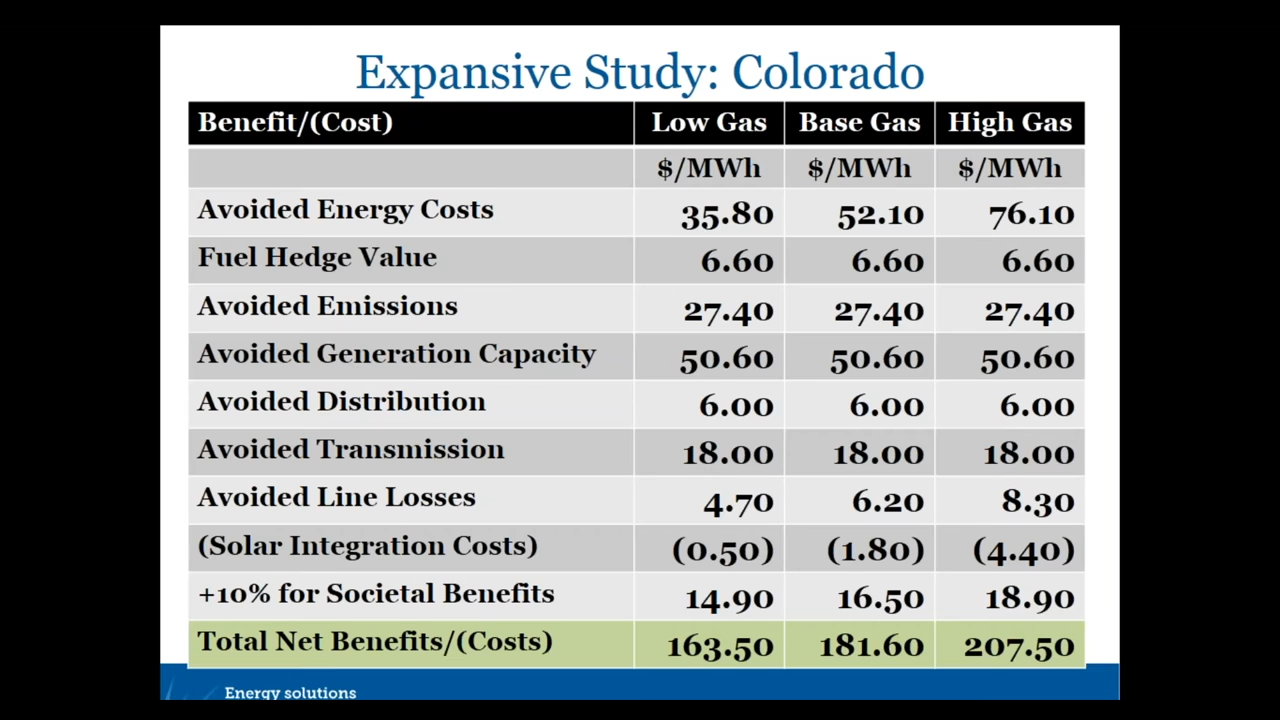 Expansive Study: Colorado
Benefit/(Cost) Low Gas Base Gas High Gas
$/MWh $/MWh $/MWh
Avoided Energy Costs 35.80 52.10 76.10
Fuel Hedge Value 6.60 6.60 6.60
Avoided Emissions 27.40 27.40 27.40
Avoided Generation Capacity 50.60 50.60 50.60
Avoided Distribution 6.00 6.00 6.00
Avoided Transmission 18.00 18.00 18.00
Avoided Line Losses 4.70 6.20 8.30
(Solar Integration Costs) (0.50) (1.80) (4.40)
+10% for Societal Benefits 14.90 16.50 18.90
Total Net Benefits/(Costs) 163.50 181.60 207.50
Energy solutions